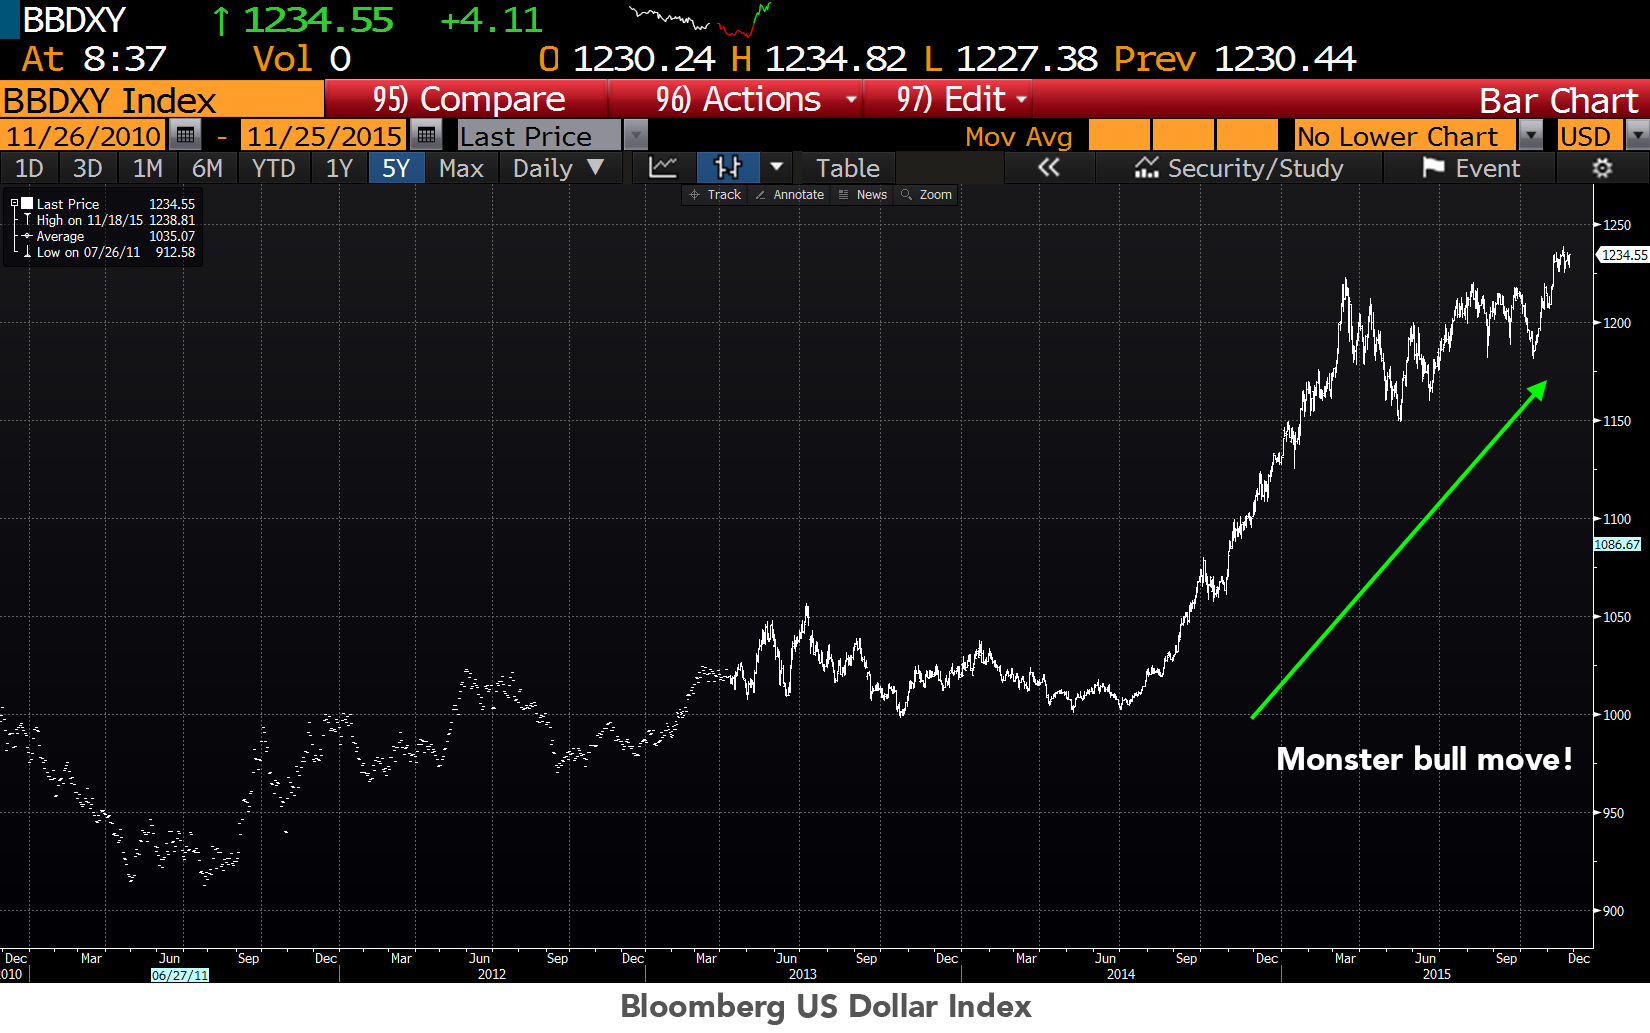 BBDXY ↑ 1234.55 +4.11
At 8:37 Vol 0 O 1230.24 H 1234.82 L 1227.38 Prev 1230.44
BBDXY Index 95) Compare 96) Actions 97) Edit Bar Chart
11/26/2010 - 11/25/2015 Last Price Mov Avg No Lower Chart USD
1D 3D 1M 6M YTD 1Y 5Y Max Daily ▼ Table « Security/Study Event
Track Annotate News Zoom
Last Price 1234.55
High on 11/18/15 1238.81
Average 1035.07
Low on 07/26/11 912.58
1250
1234.55
1200
1150
1100
1086.67
1050
1000
Monster bull move!
950
900
Dec Mar Jun Sep Dec Mar Jun Sep Dec Mar Jun Sep Dec Mar Jun Sep Dec Mar Jun Sep Dec
2010 06/27/11 2012 2013 2014 2015
Bloomberg US Dollar Index